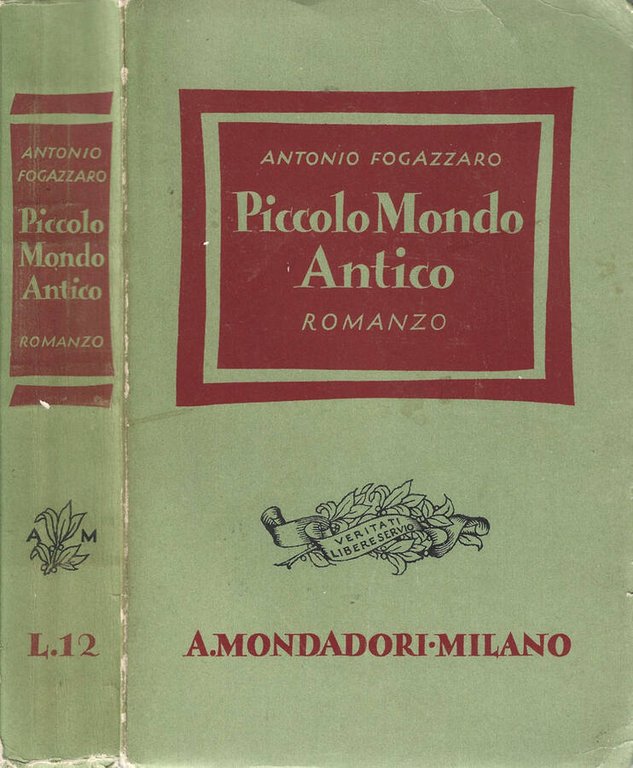 ANTONIO
FOGAZZARO
Piccolo
Mondo
Antico
ROMANZO
A M
L.12
ANTONIO FOGAZZARO
Piccolo Mondo
Antico
ROMANZO
VERITATI
LIBERE SERVIO
A.MONDADORI·MILANO